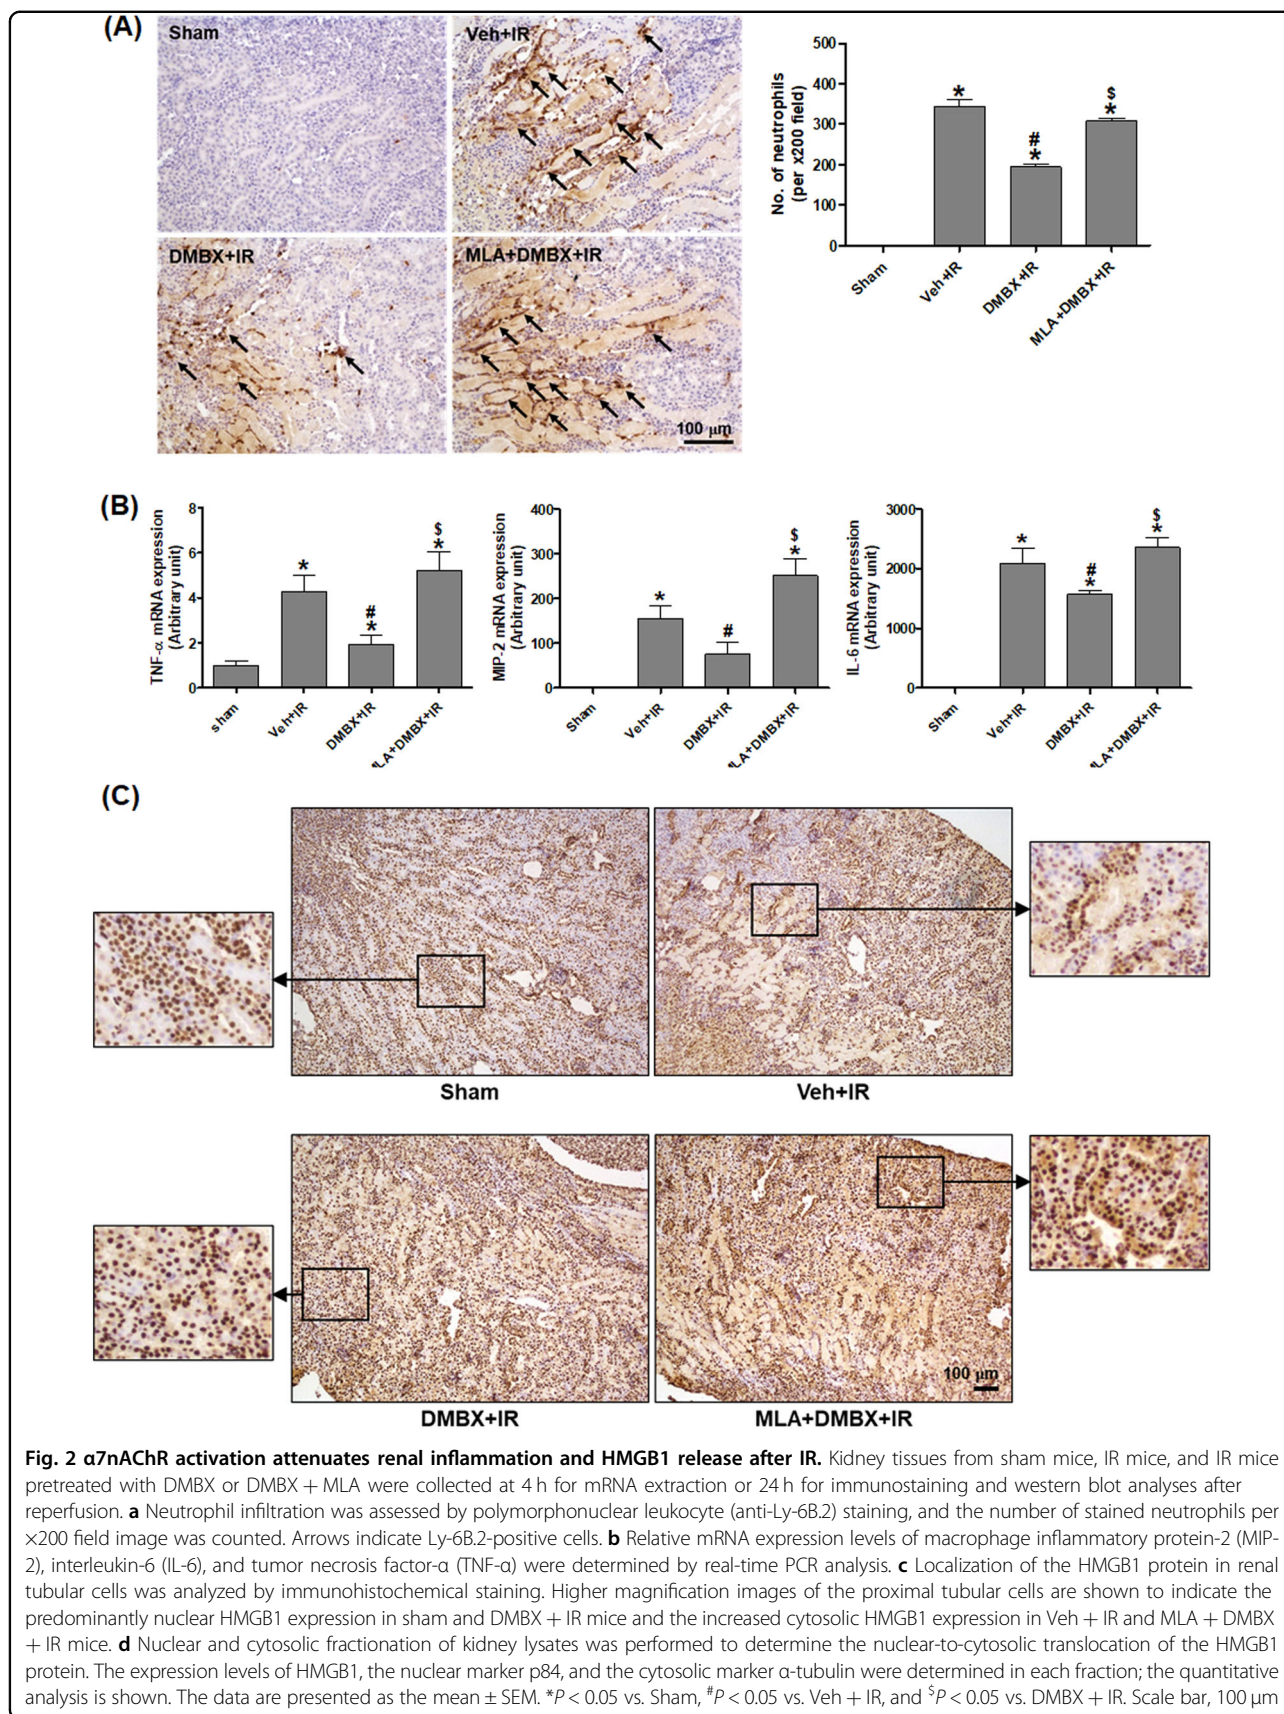 (A)
Sham
Veh+IR
DMBX+IR
MLA+DMBX+IR
100 µm
No. of neutrophils
(per x200 field)
500
400
300
200
100
0
*
#
*
$
*
Sham
Veh+IR
DMBX+IR
MLA+DMBX+IR
(B)
TNF-α mRNA expression
(Arbitrary unit)
8
6
4
2
0
*
#
*
$
*
sham
Veh+IR
DMBX+IR
MLA+DMBX+IR
MIP-2 mRNA expression
(Arbitrary unit)
400
300
200
100
0
*
#
$
*
Sham
Veh+IR
DMBX+IR
MLA+DMBX+IR
IL-6 mRNA expression
(Arbitrary unit)
3000
2000
1000
0
*
#
*
$
*
Sham
Veh+IR
DMBX+IR
MLA+DMBX+IR
(C)
Sham
Veh+IR
100 µm
DMBX+IR
MLA+DMBX+IR
Fig. 2 α7nAChR activation attenuates renal inflammation and HMGB1 release after IR. Kidney tissues from sham mice, IR mice, and IR mice
pretreated with DMBX or DMBX + MLA were collected at 4 h for mRNA extraction or 24 h for immunostaining and western blot analyses after
reperfusion. a Neutrophil infiltration was assessed by polymorphonuclear leukocyte (anti-Ly-6B.2) staining, and the number of stained neutrophils per
×200 field image was counted. Arrows indicate Ly-6B.2-positive cells. b Relative mRNA expression levels of macrophage inflammatory protein-2 (MIP-
2), interleukin-6 (IL-6), and tumor necrosis factor-α (TNF-α) were determined by real-time PCR analysis. c Localization of the HMGB1 protein in renal
tubular cells was analyzed by immunohistochemical staining. Higher magnification images of the proximal tubular cells are shown to indicate the
predominantly nuclear HMGB1 expression in sham and DMBX + IR mice and the increased cytosolic HMGB1 expression in Veh + IR and MLA + DMBX
+ IR mice. d Nuclear and cytosolic fractionation of kidney lysates was performed to determine the nuclear-to-cytosolic translocation of the HMGB1
protein. The expression levels of HMGB1, the nuclear marker p84, and the cytosolic marker α-tubulin were determined in each fraction; the quantitative
analysis is shown. The data are presented as the mean ± SEM. *P < 0.05 vs. Sham, #P < 0.05 vs. Veh + IR, and $P < 0.05 vs. DMBX + IR. Scale bar, 100 µm